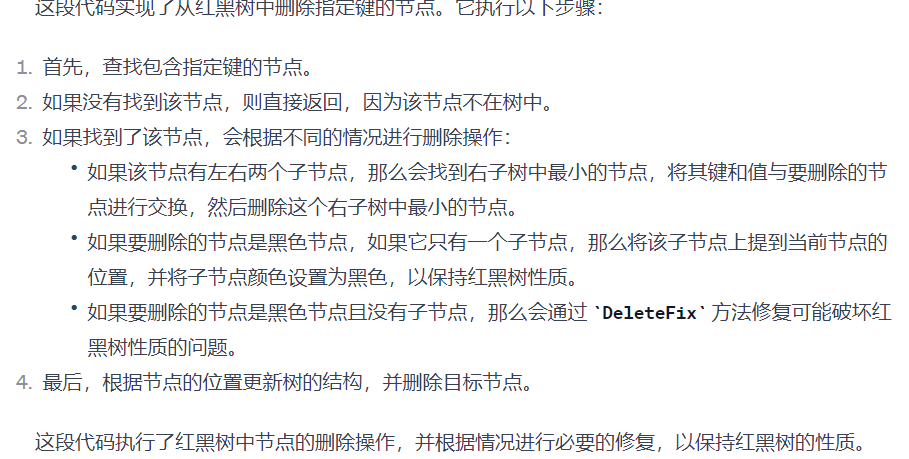 这段代码实现了从红黑树中删除指定键的节点。它执行以下步骤：
1. 首先，查找包含指定键的节点。
2. 如果没有找到该节点，则直接返回，因为该节点不在树中。
3. 如果找到了该节点，会根据不同的情况进行删除操作：
• 如果该节点有左右两个子节点，那么会找到右子树中最小的节点，将其键和值与要删除的节
点进行交换，然后删除这个右子树中最小的节点。
• 如果要删除的节点是黑色节点，如果它只有一个子节点，那么将该子节点上提到当前节点的
位置，并将子节点颜色设置为黑色，以保持红黑树性质。
• 如果要删除的节点是黑色节点且没有子节点，那么会通过 `DeleteFix` 方法修复可能破坏红
黑树性质的问题。
4. 最后，根据节点的位置更新树的结构，并删除目标节点。
这段代码执行了红黑树中节点的删除操作，并根据情况进行必要的修复，以保持红黑树的性质。